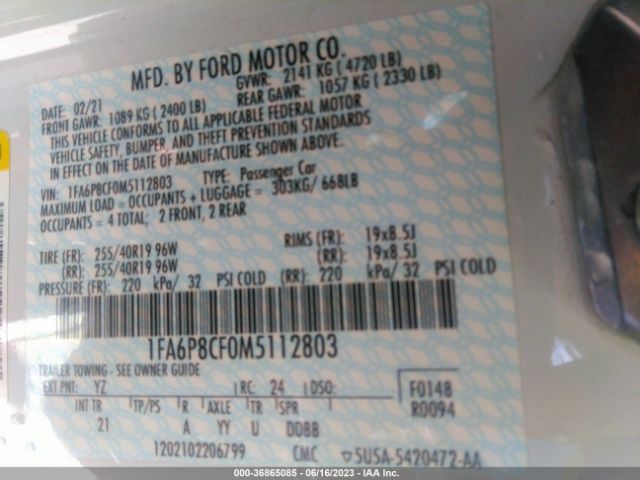 MFD. BY FORD MOTOR CO.
DATE: 02/21 GVWR: 2141 KG ( 4720 LB)
FRONT GAWR: 1089 KG ( 2400 LB) REAR GAWR: 1057 KG ( 2330 LB)
THIS VEHICLE CONFORMS TO ALL APPLICABLE FEDERAL MOTOR
VEHICLE SAFETY, BUMPER, AND THEFT PREVENTION STANDARDS
IN EFFECT ON THE DATE OF MANUFACTURE SHOWN ABOVE.
VIN: 1FA6P8CF0M5112803 TYPE: Passenger Car
MAXIMUM LOAD = OCCUPANTS + LUGGAGE = 303KG/ 668LB
OCCUPANTS = 4 TOTAL; 2 FRONT, 2 REAR
TIRE (FR): 255/40R19 96W RIMS (FR): 19x8.5J
(RR): 255/40R19 96W (RR): 19x8.5J
PRESSURE (FR): 220 kPa/ 32 PSI COLD (RR): 220 kPa/ 32 PSI COLD
1FA6P8CF0M5112803
TRAILER TOWING - SEE OWNER GUIDE
EXT PNT: YZ RC: 24 DSO: F0148
INT TR TP/PS R AXLE TR SPR R0094
21 A YY U DDBB
1202102206799 CMC 5U5A-5420472-AA
000-36865085 - 06/16/2023 - IAA Inc.